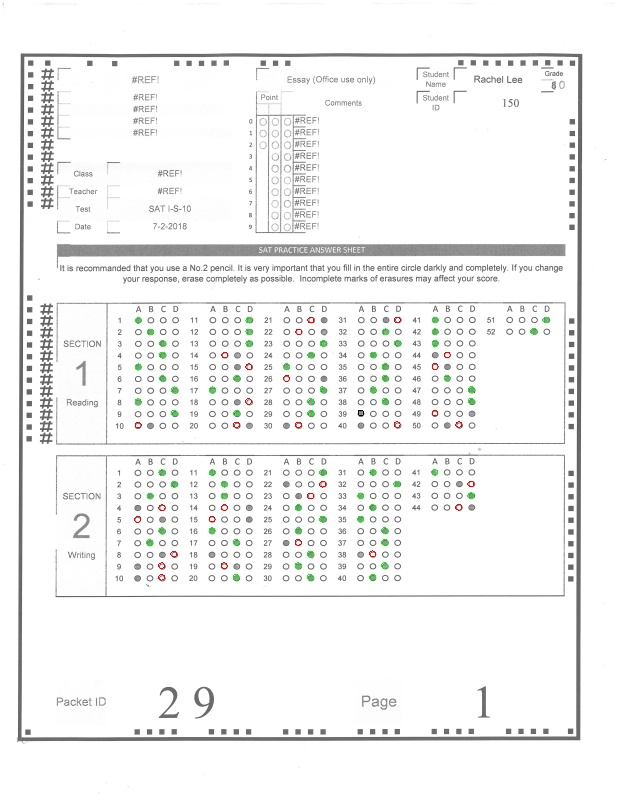 #REF!
Essay (Office use only)
Student Name
Rachel Lee
Grade
0
#REF!
#REF!
#REF!
#REF!
Point
Comments
Student ID
150
0 #REF!
1 #REF!
2 #REF!
3 #REF!
4 #REF!
5 #REF!
6 #REF!
7 #REF!
8 #REF!
9 #REF!
Class #REF!
Teacher #REF!
Test SAT I-S-10
Date 7-2-2018
SAT PRACTICE ANSWER SHEET
It is recommanded that you use a No.2 pencil. It is very important that you fill in the entire circle darkly and completely. If you change
your response, erase completely as possible. Incomplete marks of erasures may affect your score.
#########
############
SECTION
1
Reading
A B C D A B C D A B C D A B C D A B C D A B C D
1 11 21 31 41 51
2 12 22 32 42 52
3 13 23 33 43
4 14 24 34 44
5 15 25 35 45
6 16 26 36 46
7 17 27 37 47
8 18 28 38 48
9 19 29 39 49
10 20 30 40 50
SECTION
2
Writing
A B C D A B C D A B C D A B C D A B C D
1 11 21 31 41
2 12 22 32 42
3 13 23 33 43
4 14 24 34 44
5 15 25 35
6 16 26 36
7 17 27 37
8 18 28 38
9 19 29 39
10 20 30 40
Packet ID 29 Page 1